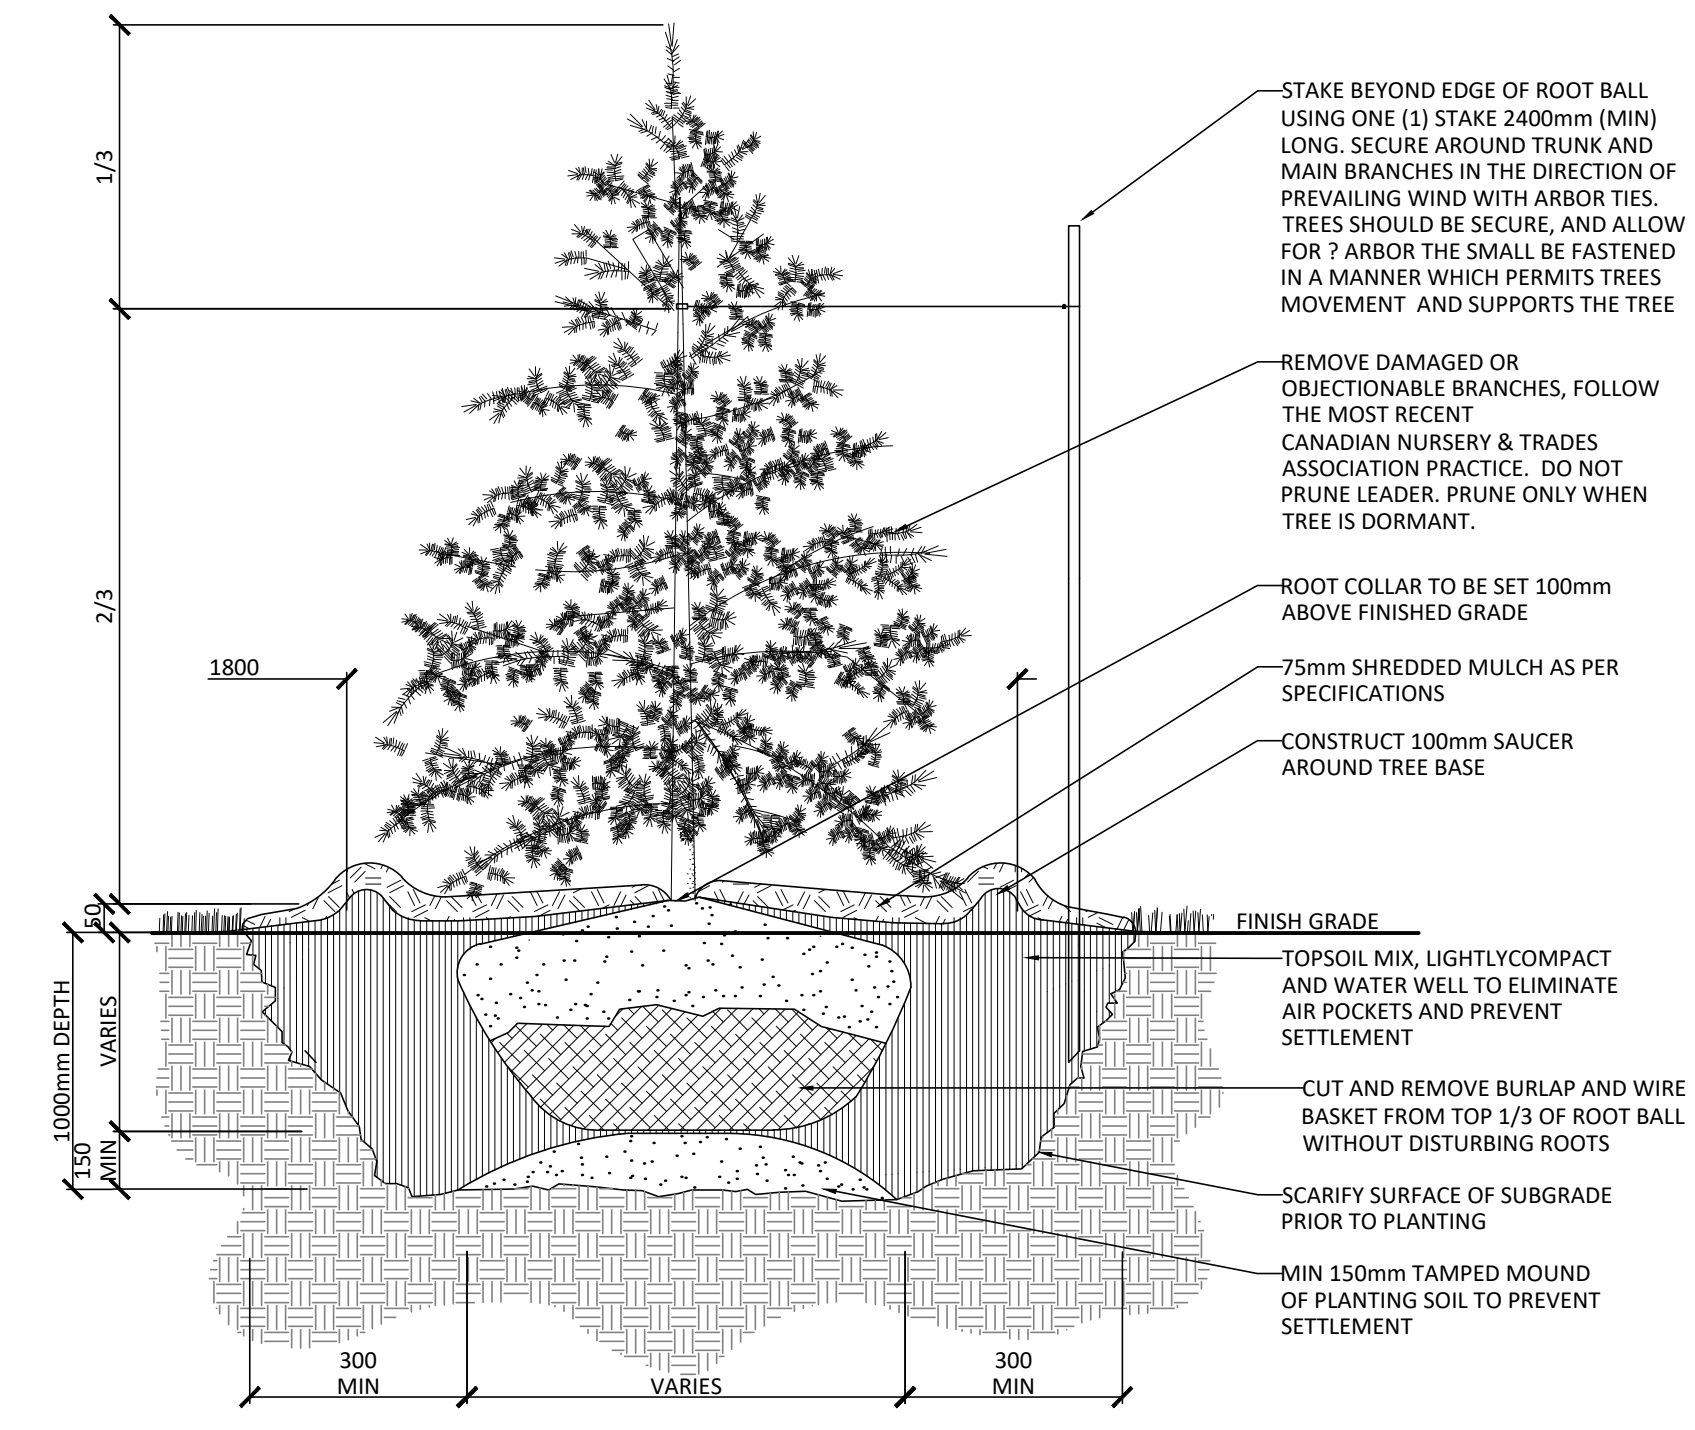 STAKE BEYOND EDGE OF ROOT BALL
USING ONE (1) STAKE 2400mm (MIN)
LONG. SECURE AROUND TRUNK AND
MAIN BRANCHES IN THE DIRECTION OF
PREVAILING WIND WITH ARBOR TIES.
TREES SHOULD BE SECURE, AND ALLOW
FOR ? ARBOR THE SMALL BE FASTENED
IN A MANNER WHICH PERMITS TREES
MOVEMENT AND SUPPORTS THE TREE
REMOVE DAMAGED OR
OBJECTIONABLE BRANCHES, FOLLOW
THE MOST RECENT
CANADIAN NURSERY & TRADES
ASSOCIATION PRACTICE. DO NOT
PRUNE LEADER. PRUNE ONLY WHEN
TREE IS DORMANT.
ROOT COLLAR TO BE SET 100mm
ABOVE FINISHED GRADE
75mm SHREDDED MULCH AS PER
SPECIFICATIONS
CONSTRUCT 100mm SAUCER
AROUND TREE BASE
FINISH GRADE
TOPSOIL MIX, LIGHTLYCOMPACT
AND WATER WELL TO ELIMINATE
AIR POCKETS AND PREVENT
SETTLEMENT
CUT AND REMOVE BURLAP AND WIRE
BASKET FROM TOP 1/3 OF ROOT BALL
WITHOUT DISTURBING ROOTS
SCARIFY SURFACE OF SUBGRADE
PRIOR TO PLANTING
MIN 150mm TAMPED MOUND
OF PLANTING SOIL TO PREVENT
SETTLEMENT
1/3
2/3
1800
50
VARIES
1000mm DEPTH
150
MIN
300
MIN
VARIES
300
MIN